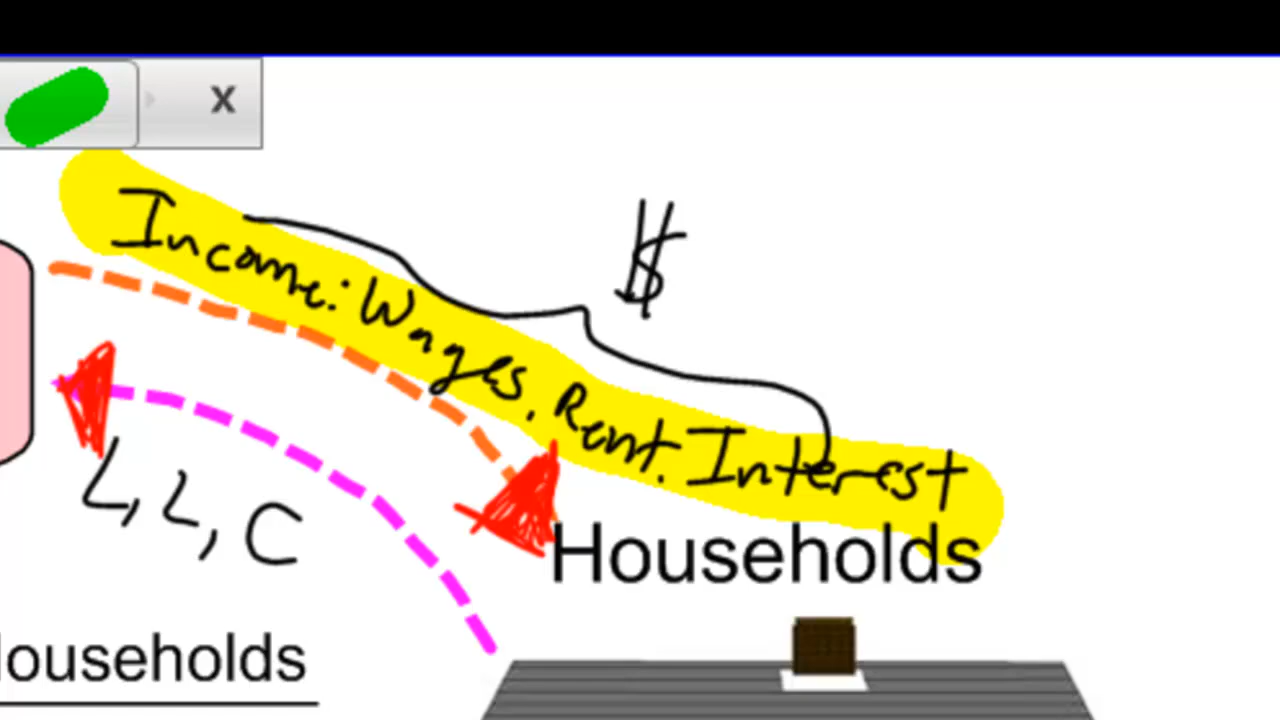 X
$
Income: Wages, Rent, Interest
L, L, C
Households
ouseholds